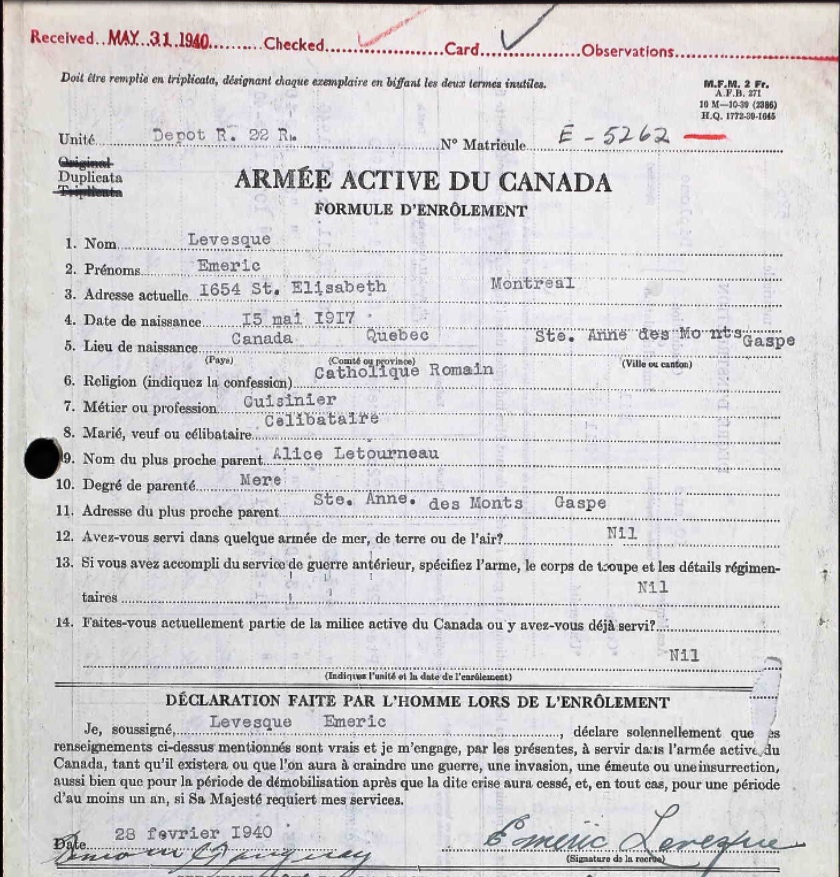 Received.. MAY 31 1940 .......... Checked.......................Card...............Observations...........................
Doit être remplie en triplicata, désignant chaque exemplaire en biffant les deux termes inutiles.
M.F.M. 2 Fr.
A.F.B. 271
10 M—10-39 (2386)
H.Q. 1772-39-1645
Unité Depot R. 22 R. N° Matricule E - 5262
Original
Duplicata
Triplicata
ARMÉE ACTIVE DU CANADA
FORMULE D'ENRÔLEMENT
1. Nom Levesque
2. Prénoms Emeric
3. Adresse actuelle I654 St. Elisabeth Montreal
4. Date de naissance I5 mai I9I7
5. Lieu de naissance Canada Quebec Ste. Anne des Monts Gaspe
(Pays) (Comté ou province) (Ville ou canton)
6. Religion (indiquez la confession) Catholique Romain
7. Métier ou profession Cuisinier
8. Marié, veuf ou célibataire Célibataire
9. Nom du plus proche parent Alice Letourneau
10. Degré de parenté Mere
11. Adresse du plus proche parent Ste. Anne. des Monts Gaspe
12. Avez-vous servi dans quelque armée de mer, de terre ou de l'air? Nil
13. Si vous avez accompli du service de guerre antérieur, spécifiez l'arme, le corps de troupe et les détails régimen-
taires Nil
14. Faites-vous actuellement partie de la milice active du Canada ou y avez-vous déjà servi?
Nil
(Indiquez l'unité et la date de l'enrôlement)
DÉCLARATION FAITE PAR L'HOMME LORS DE L'ENRÔLEMENT
Je, soussigné, Levesque Emeric, déclare solennellement que es
renseignements ci-dessus mentionnés sont vrais et je m'engage, par les présentes, à servir dans l'armée active du
Canada, tant qu'il existera ou que l'on aura à craindre une guerre, une invasion, une émeute ou une insurrection,
aussi bien que pour la période de démobilisation après que la dite crise aura cessé, et, en tout cas, pour une période
d'au moins un an, si Sa Majesté requiert mes services.
Date 28 fevrier I940 Emeric Levesque
(Signature de la recrue)